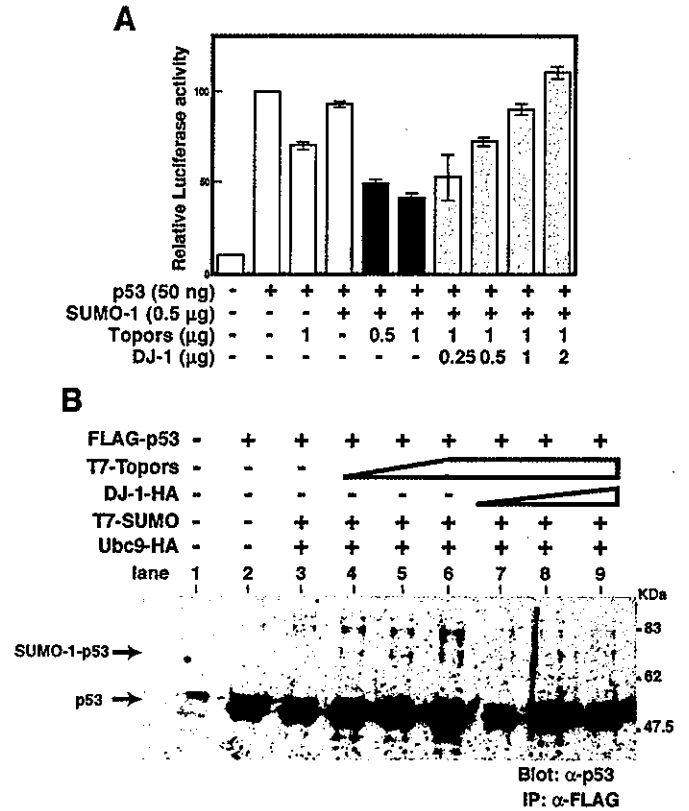 A
Relative Luciferase activity
100
50
0
p53 (50 ng) - + + + + + + + + +
SUMO-1 (0.5 µg) - - - + + + + + + +
Topors (µg) - - 1 - 0.5 1 1 1 1 1
DJ-1 (µg) - - - - - - 0.25 0.5 1 2
B
FLAG-p53 - + + + + + + + +
T7-Topors - - -
DJ-1-HA - - - - - -
T7-SUMO - - + + + + + + +
Ubc9-HA - - + + + + + + +
lane 1 2 3 4 5 6 7 8 9
KDa
83
SUMO-1-p53
62
p53
47.5
Blot: α-p53
IP: α-FLAG